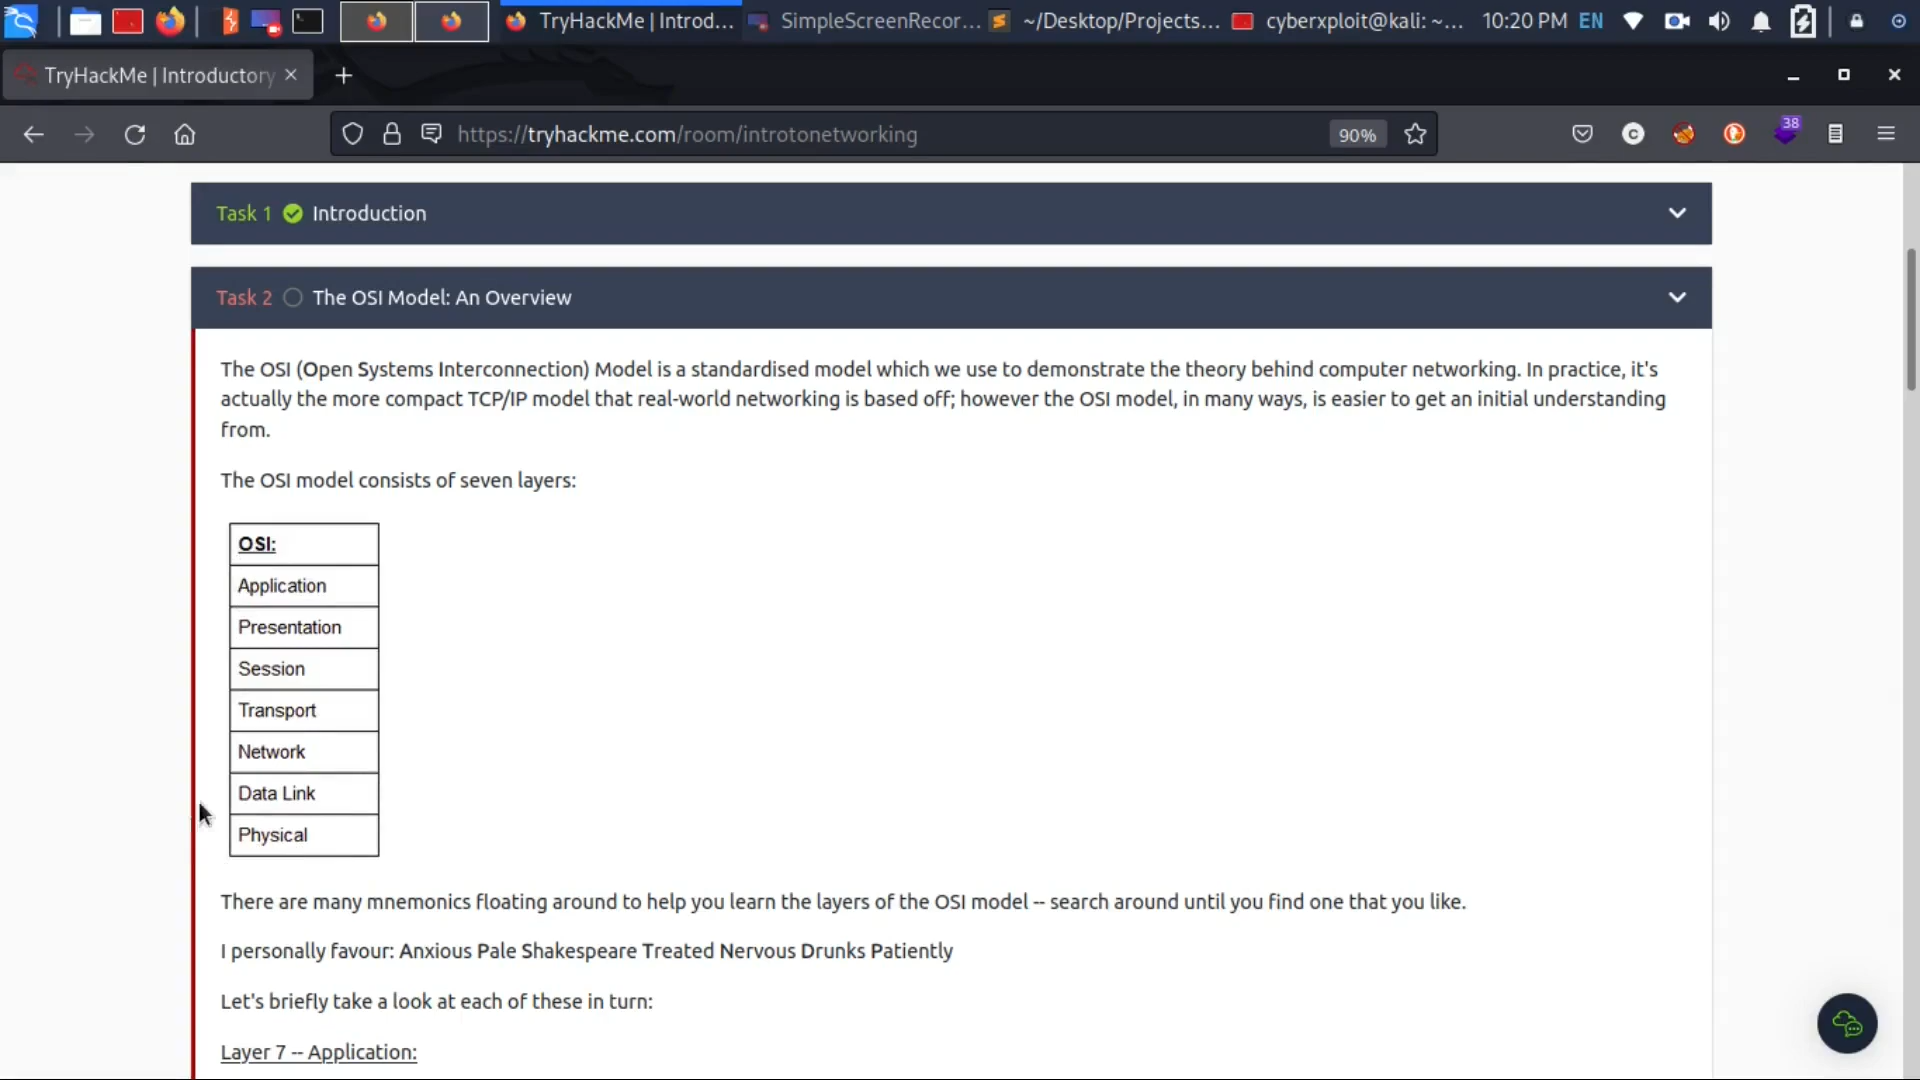 TryHackMe | Introd...
SimpleScreenRecor...
~/Desktop/Projects...
cyberxploit@kali: ~...
10:20 PM
EN
TryHackMe | Introductory
https://tryhackme.com/room/introtonetworking
90%
38
Task 1 Introduction
Task 2 The OSI Model: An Overview
The OSI (Open Systems Interconnection) Model is a standardised model which we use to demonstrate the theory behind computer networking. In practice, it's
actually the more compact TCP/IP model that real-world networking is based off; however the OSI model, in many ways, is easier to get an initial understanding
from.
The OSI model consists of seven layers:
OSI:
Application
Presentation
Session
Transport
Network
Data Link
Physical
There are many mnemonics floating around to help you learn the layers of the OSI model -- search around until you find one that you like.
I personally favour: Anxious Pale Shakespeare Treated Nervous Drunks Patiently
Let's briefly take a look at each of these in turn:
Layer 7 -- Application: